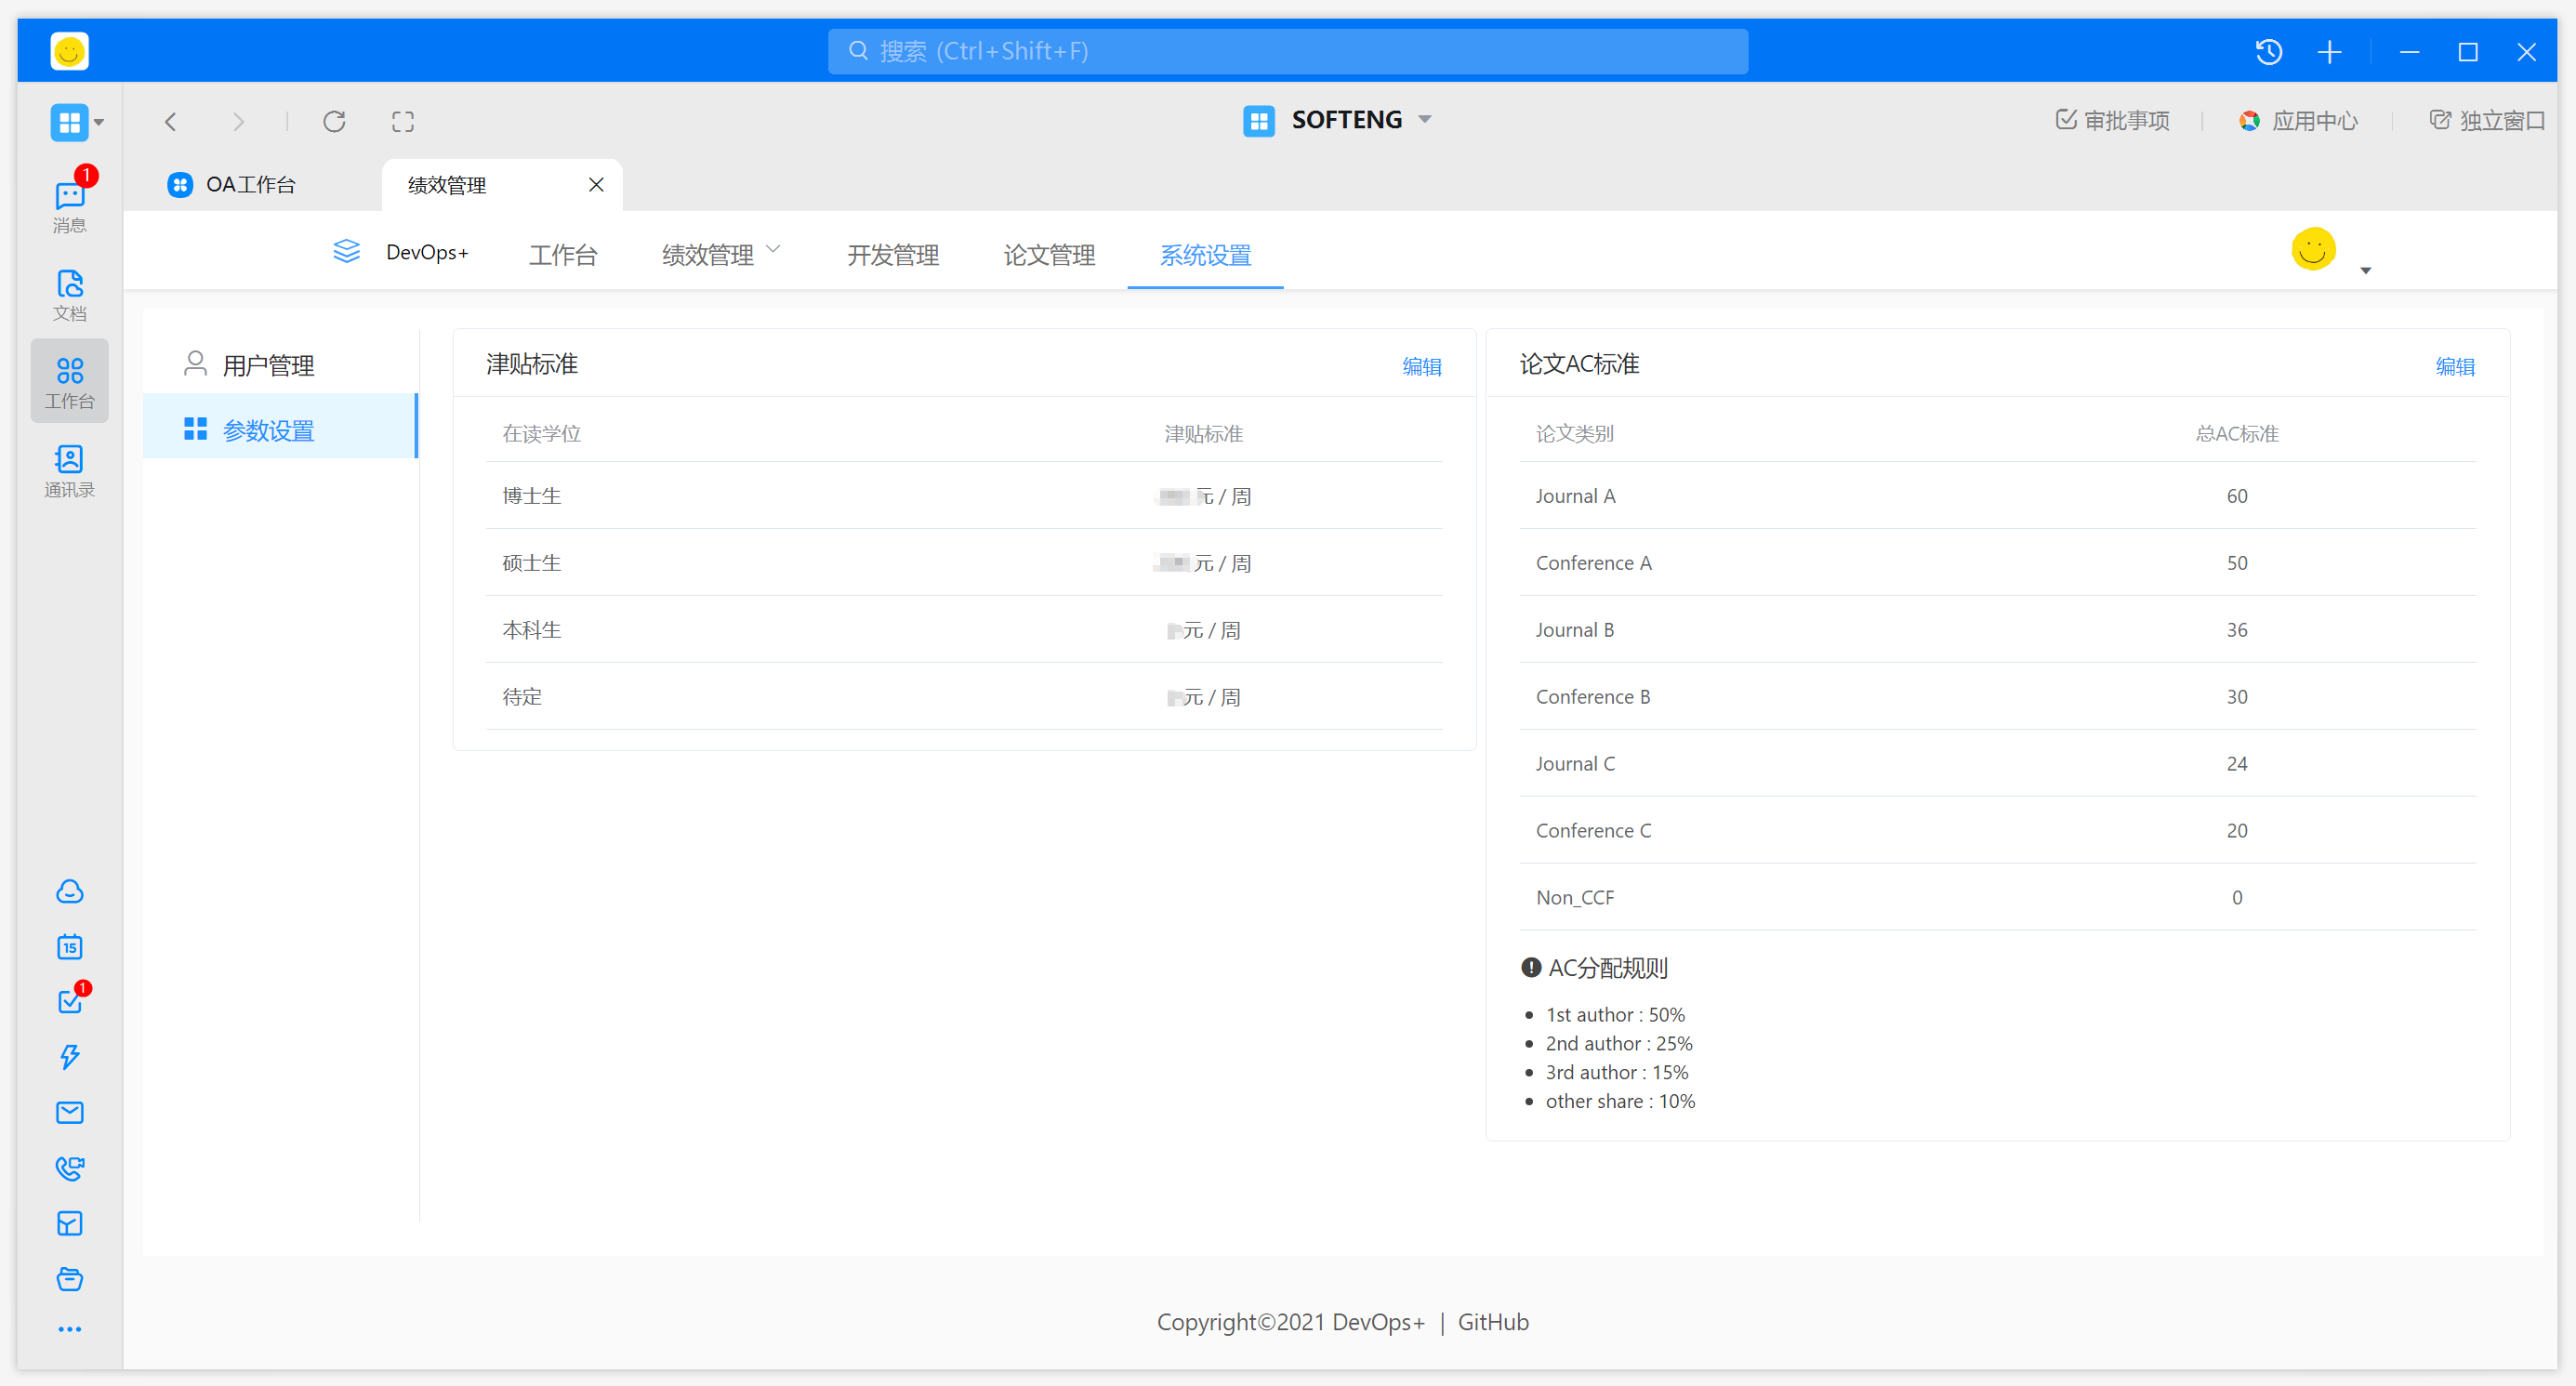 搜索 (Ctrl+Shift+F)
SOFTENG
审批事项
应用中心
独立窗口
1
消息
文档
工作台
通讯录
15
1
OA工作台
绩效管理
DevOps+
工作台
绩效管理
开发管理
论文管理
系统设置
用户管理
参数设置
津贴标准
编辑
在读学位 津贴标准
博士生 元 / 周
硕士生 元 / 周
本科生 元 / 周
待定 元 / 周
论文AC标准
编辑
论文类别 总AC标准
Journal A 60
Conference A 50
Journal B 36
Conference B 30
Journal C 24
Conference C 20
Non_CCF 0
AC分配规则
1st author : 50%
2nd author : 25%
3rd author : 15%
other share : 10%
Copyright©2021 DevOps+ | GitHub